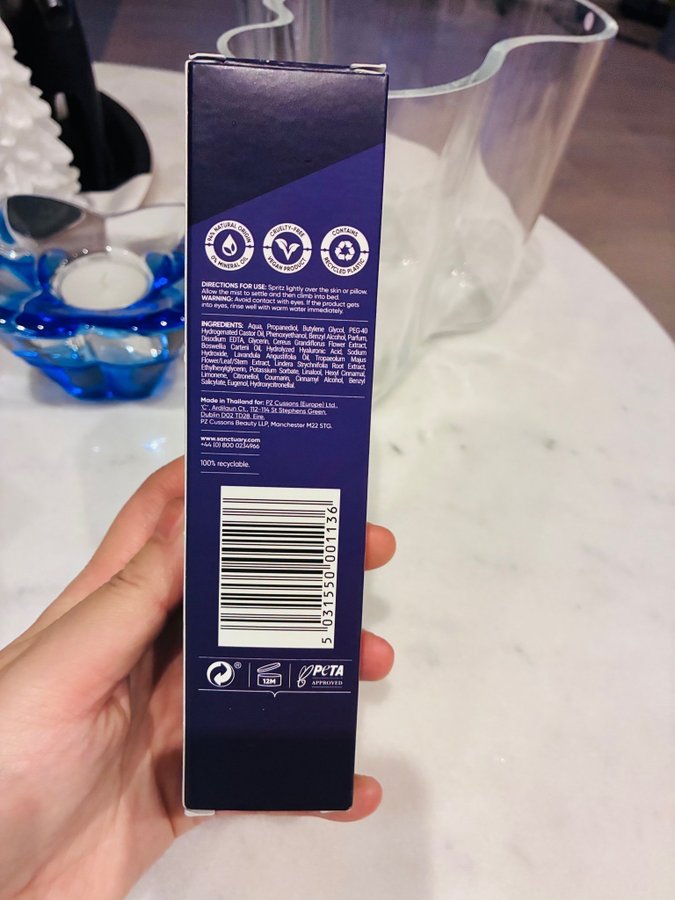 94% NATURAL ORIGIN
0% MINERAL OIL
CRUELTY-FREE
VEGAN PRODUCT
CONTAINS
RECYCLED PLASTIC
DIRECTIONS FOR USE: Spritz lightly over the skin or pillow.
Allow the mist to settle and then climb into bed.
WARNING: Avoid contact with eyes. If the product gets
into eyes, rinse well with warm water immediately.
INGREDIENTS: Aqua, Propanediol, Butylene Glycol, PEG-40
Hydrogenated Castor Oil, Phenoxyethanol, Benzyl Alcohol, Parfum,
Disodium EDTA, Glycerin, Cereus Grandiflorus Flower Extract,
Boswellia Carterii Oil, Hydrolyzed Hyaluronic Acid, Sodium
Hydroxide, Lavandula Angustifolia Oil, Tropaeolum Majus
Flower/Leaf/Stem Extract, Lindera Strychnifolia Root Extract,
Ethylhexylglycerin, Potassium Sorbate, Linalool, Hexyl Cinnamal,
Limonene, Citronellol, Coumarin, Cinnamyl Alcohol, Benzyl
Salicylate, Eugenol, Hydroxycitronellal.
Made in Thailand for: PZ Cussons (Europe) Ltd.,
'C', Ardilaun Ct., 112-114 St Stephens Green,
Dublin D02 TD28, Eire.
PZ Cussons Beauty LLP, Manchester M22 5TG.
www.sanctuary.com
+44 (0) 800 0234966
100% recyclable.
5 031550 001136
®
12M
PETA
APPROVED